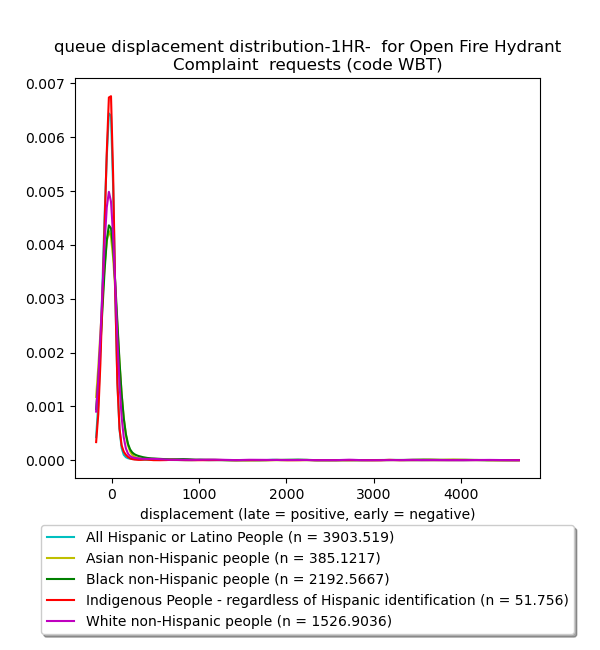 queue displacement distribution-1HR-  for Open Fire Hydrant
Complaint  requests (code WBT)
0.007
0.006
0.005
0.004
0.003
0.002
0.001
0.000
0 1000 2000 3000 4000
displacement (late = positive, early = negative)
All Hispanic or Latino People (n = 3903.519)
Asian non-Hispanic people (n = 385.1217)
Black non-Hispanic people (n = 2192.5667)
Indigenous People - regardless of Hispanic identification (n = 51.756)
White non-Hispanic people (n = 1526.9036)